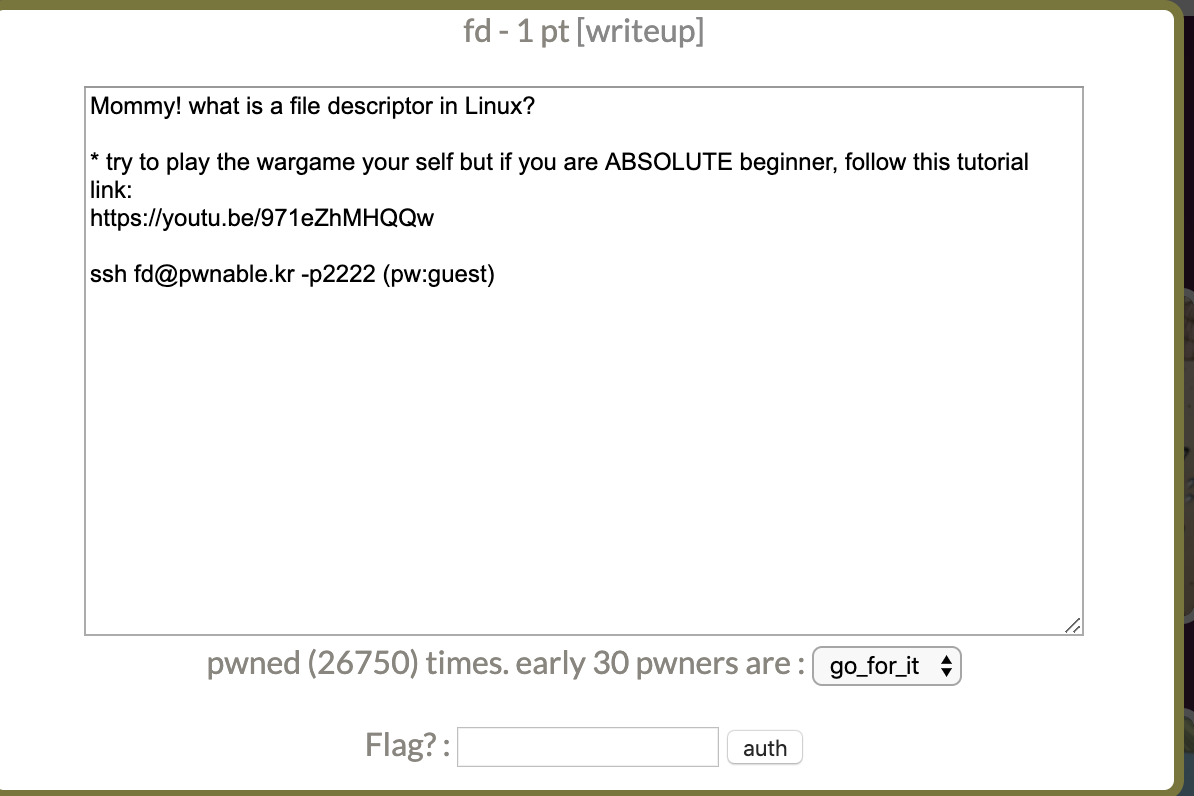 fd - 1 pt [writeup]
Mommy! what is a file descriptor in Linux?
* try to play the wargame your self but if you are ABSOLUTE beginner, follow this tutorial
link:
https://youtu.be/971eZhMHQQw
ssh fd@pwnable.kr -p2222 (pw:guest)
pwned (26750) times. early 30 pwners are : go_for_it
Flag? : auth